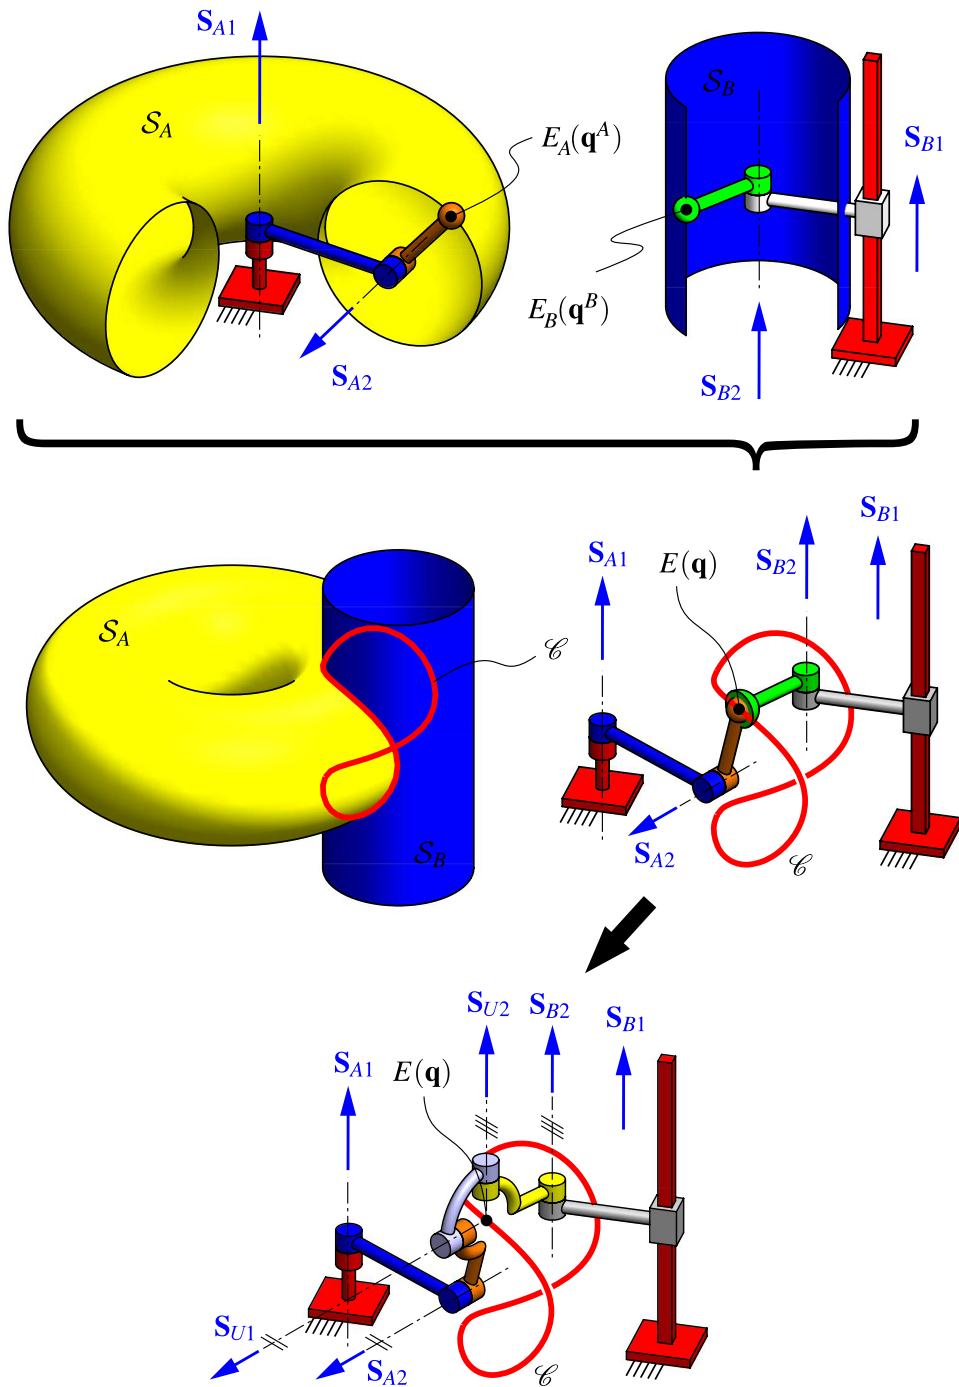 S_A1
S_A
E_A(q^A)
S_A2
S_B
S_B1
E_B(q^B)
S_B2
S_A
𝒞
S_B
S_A1
E(q)
S_B2
S_B1
S_A2
𝒞
S_U2
S_B2
S_B1
S_A1
E(q)
S_U1
S_A2
𝒞